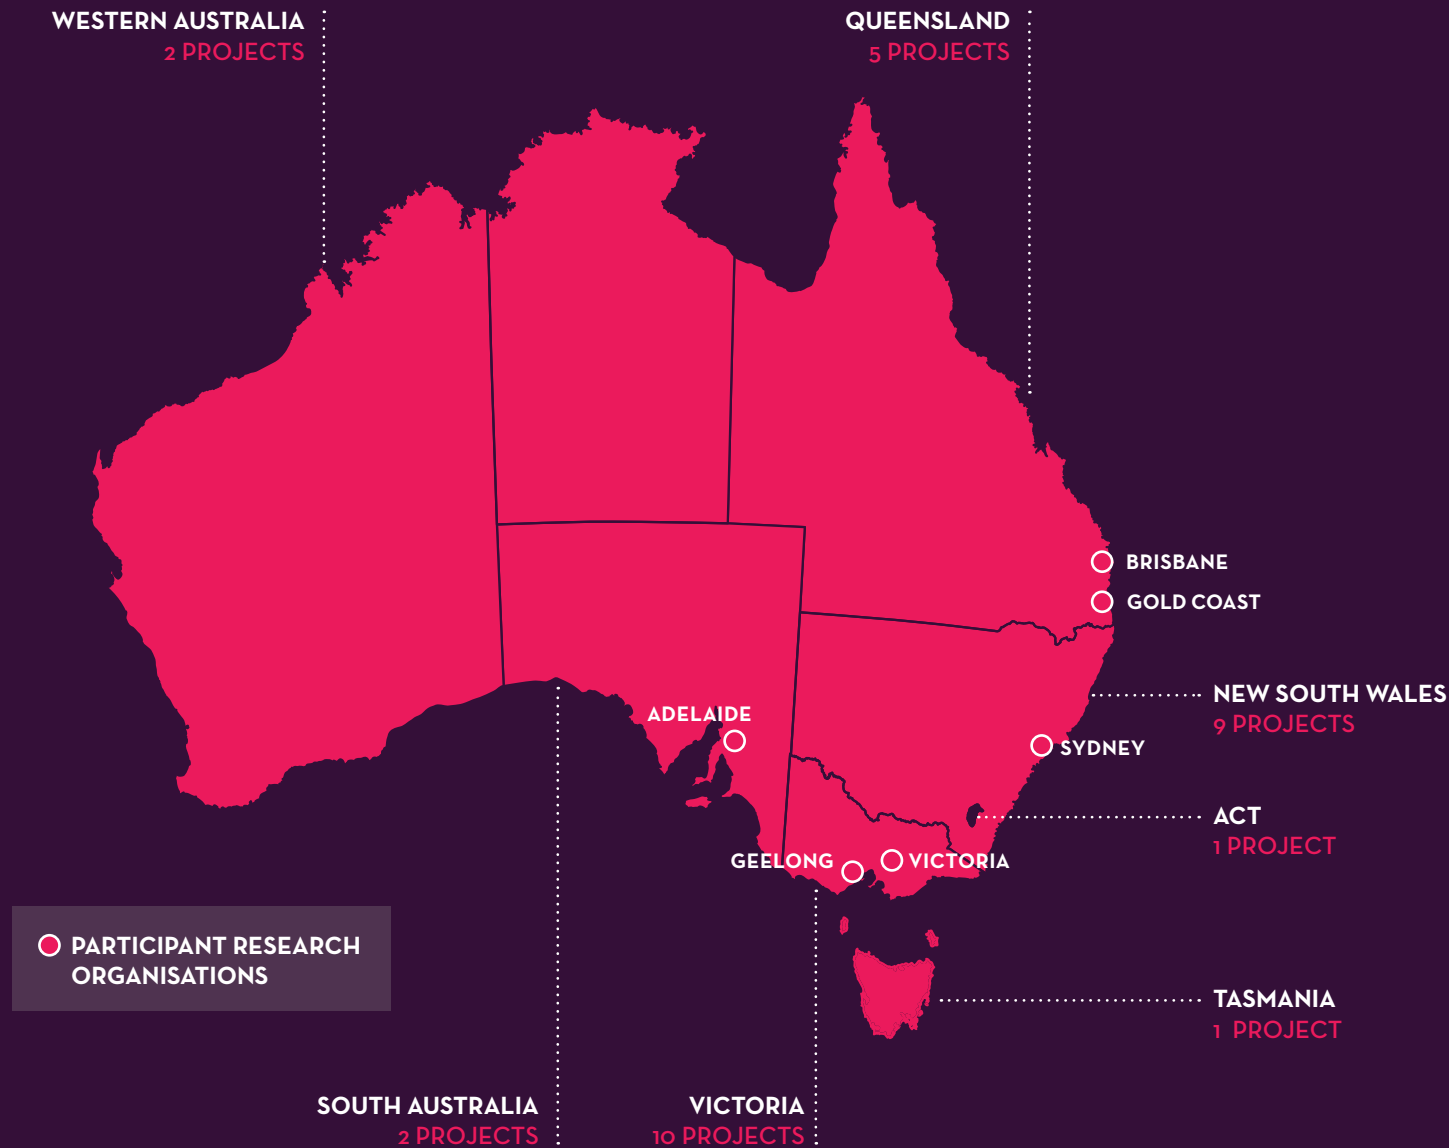 WESTERN AUSTRALIA
2 PROJECTS
QUEENSLAND
5 PROJECTS
BRISBANE
GOLD COAST
NEW SOUTH WALES
9 PROJECTS
ADELAIDE
SYDNEY
ACT
1 PROJECT
GEELONG
VICTORIA
PARTICIPANT RESEARCH
ORGANISATIONS
TASMANIA
1 PROJECT
SOUTH AUSTRALIA
2 PROJECTS
VICTORIA
10 PROJECTS